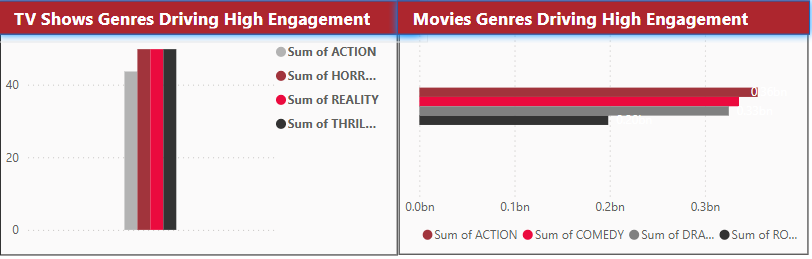 TV Shows Genres Driving High Engagement
40
20
0
Sum of ACTION
Sum of HORR...
Sum of REALITY
Sum of THRIL...
Movies Genres Driving High Engagement
0.0bn
0.1bn
0.2bn
0.3bn
Sum of ACTION
Sum of COMEDY
Sum of DRA...
Sum of RO...